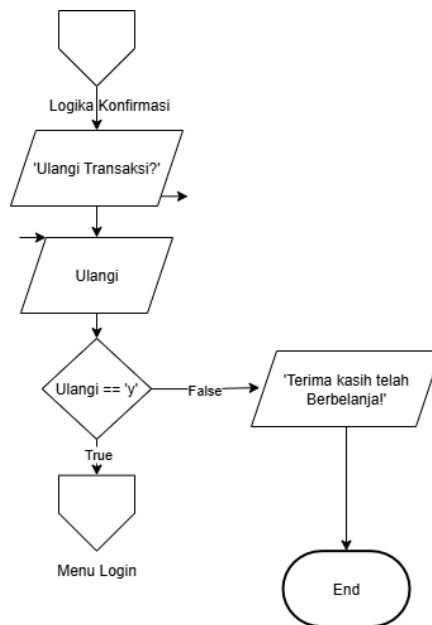 Logika Konfirmasi
'Ulangi Transaksi?'
Ulangi
Ulangi == 'y'
False
'Terima kasih telah
Berbelanja!'
True
Menu Login
End